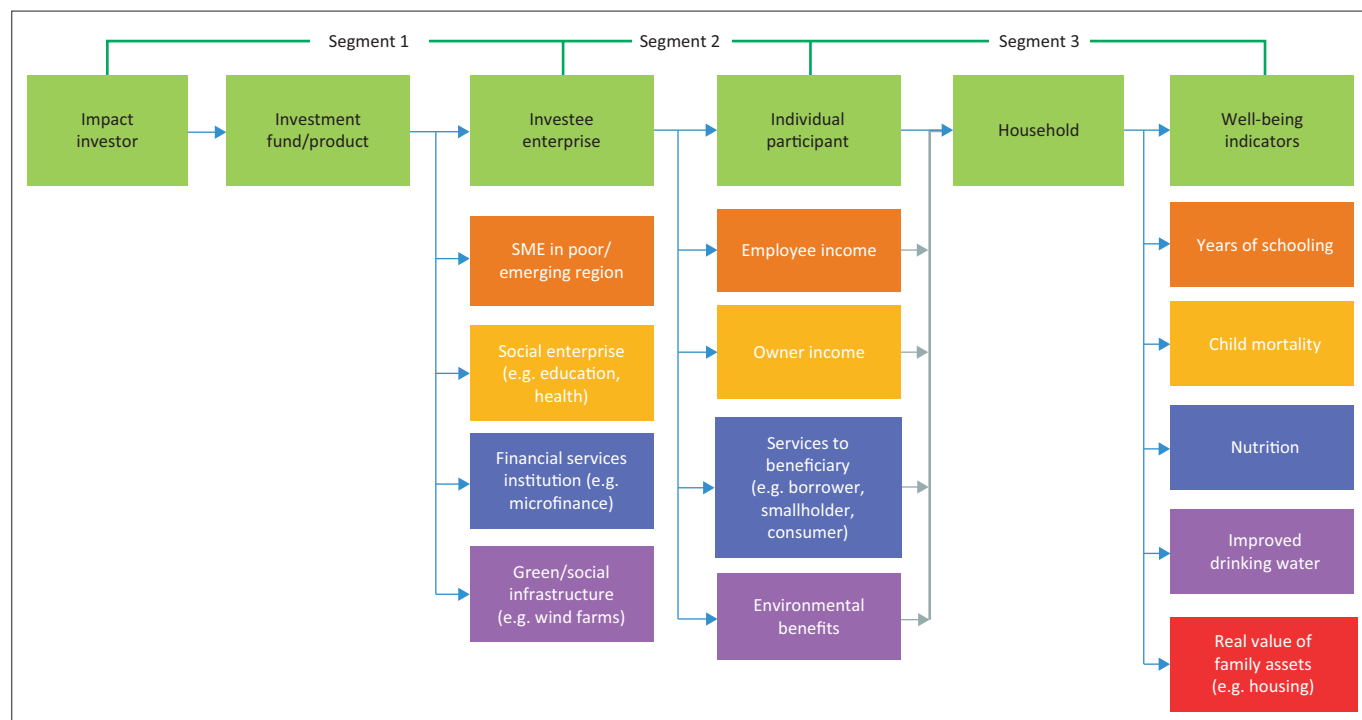 Segment 1
Segment 2
Segment 3
Impact
investor
Investment
fund/product
Investee
enterprise
Individual
participant
Household
Well-being
indicators
SME in poor/
emerging region
Social enterprise
(e.g. education,
health)
Financial services
institution (e.g.
microfinance)
Green/social
infrastructure
(e.g. wind farms)
Employee income
Owner income
Services to
beneficiary
(e.g. borrower,
smallholder,
consumer)
Environmental
benefits
Years of schooling
Child mortality
Nutrition
Improved
drinking water
Real value of
family assets
(e.g. housing)